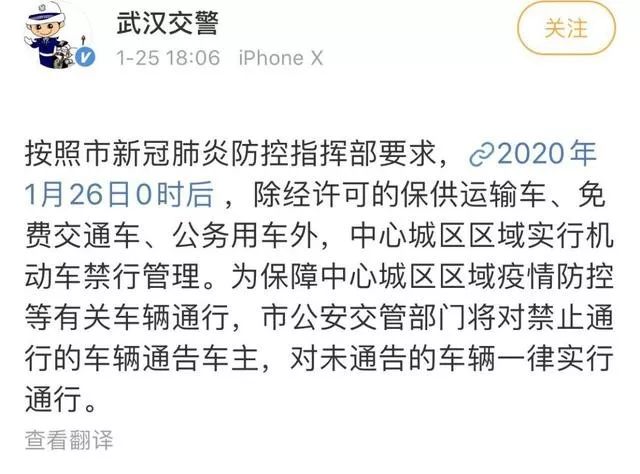 武汉交警
1-25 18:06 iPhone X
关注
按照市新冠肺炎防控指挥部要求，2020年
1月26日0时后，除经许可的保供运输车、免
费交通车、公务用车外，中心城区区域实行机
动车禁行管理。为保障中心城区区域疫情防控
等有关车辆通行，市公安交管部门将对禁止通
行的车辆通告车主，对未通告的车辆一律实行
通行。
查看翻译